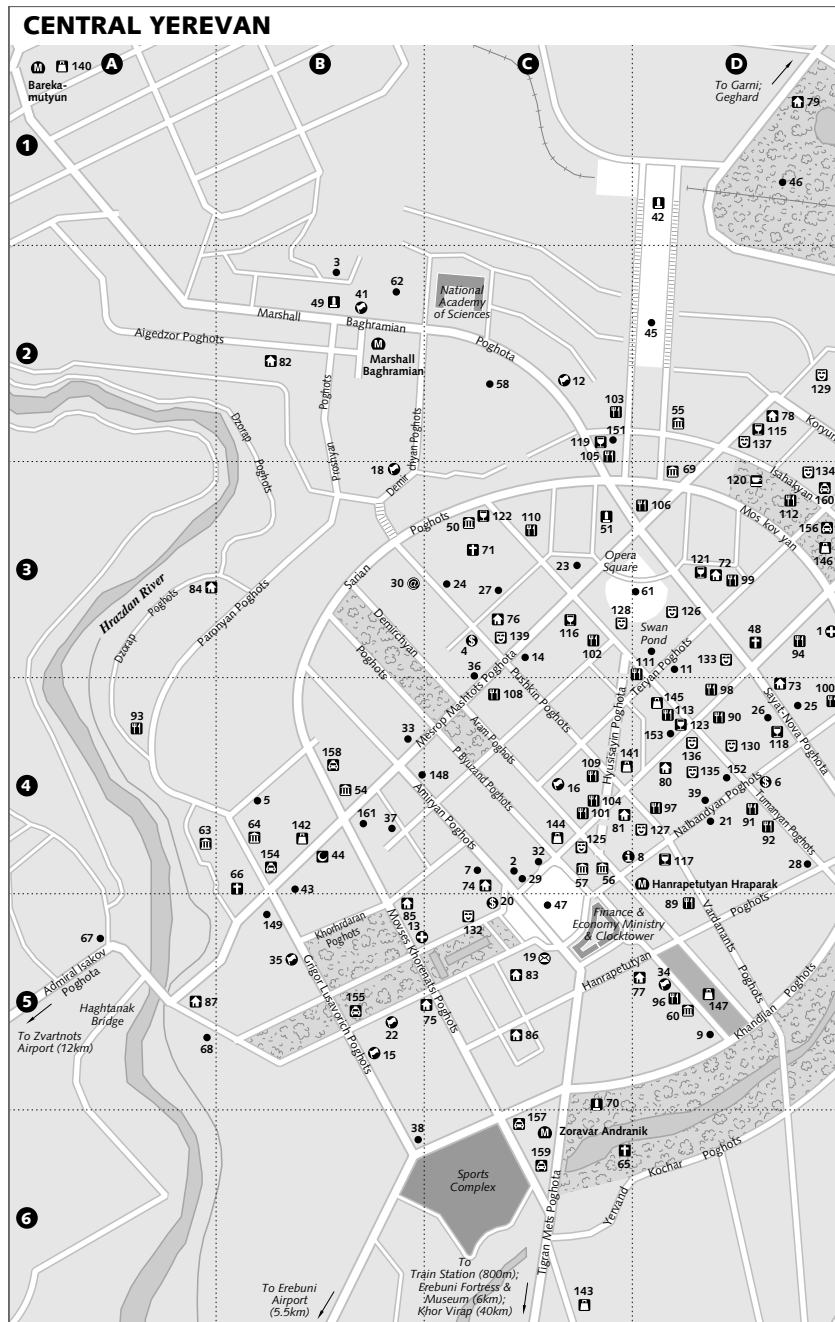 CENTRAL YEREVAN
A
B
C
D
1
2
3
4
5
6
140
Bareka-
mutyun
To Garni;
Geghard
79
46
42
3
62
49
41
National
Academy
of Sciences
Marshall
Baghramian
Poghota
45
Aigedzor Poghots
82
Marshall
Baghramian
58
12
129
103
55
78
115
151
119
137
105
Koryun
Dzorap
Poghots
Proshyan
Poghots
Demirchyan Poghots
18
69
120
Isahakyan
134
160
112
156
146
Mos kov yan
122
50
110
106
51
71
Poghots
Sarian
Opera
Square
23
121
72
99
30
24
27
61
84
Hrazdan River
Dzorap
Poghots
Paronyan Poghots
Demirchyan
Poghots
76
128
126
48
1
139
116
Swan
Pond
4
102
133
94
14
111
11
36
Teryan Poghots
108
Pushkin Poghots
Mesrop Mashtots Poghota
Aram Poghots
P Byuzand Poghots
145
98
73
25
100
113
26
93
33
123
90
153
Sayat-Nova Poghota
118
158
Hyusisayin Poghota
141
136
130
109
148
54
16
80
135
152
6
Amiryan Poghots
5
104
39
97
Nalbandyan Poghots
Tumanyan Poghots
161
37
101
81
21
91
63
64
142
144
127
92
125
154
44
32
8
117
28
66
7
2
57
56
43
74
29
Hanrapetutyan Hraparak
85
20
47
89
149
13
132
Khorhrdaran
Poghots
Movses Khorenatsi Poghots
Finance &
Economy Ministry
& Clocktower
Vardanants
Poghots
Poghots
67
35
19
Admiral Isakov
Poghota
83
Hanrapetutyan
34
77
96
Haghtanak
Bridge
87
Grigor Lusavorich Poghots
155
75
60
147
Khandjian
Poghots
To Zvartnots
Airport (12km)
68
22
86
9
15
70
38
157
Zoravar Andranik
159
65
Yervand
Kochar
Poghots
Sports
Complex
Tigran Mets Poghota
To Erebuni
Airport
(5.5km)
To
Train Station (800m);
Erebuni Fortress &
Museum (6km);
Khor Virap (40km)
143